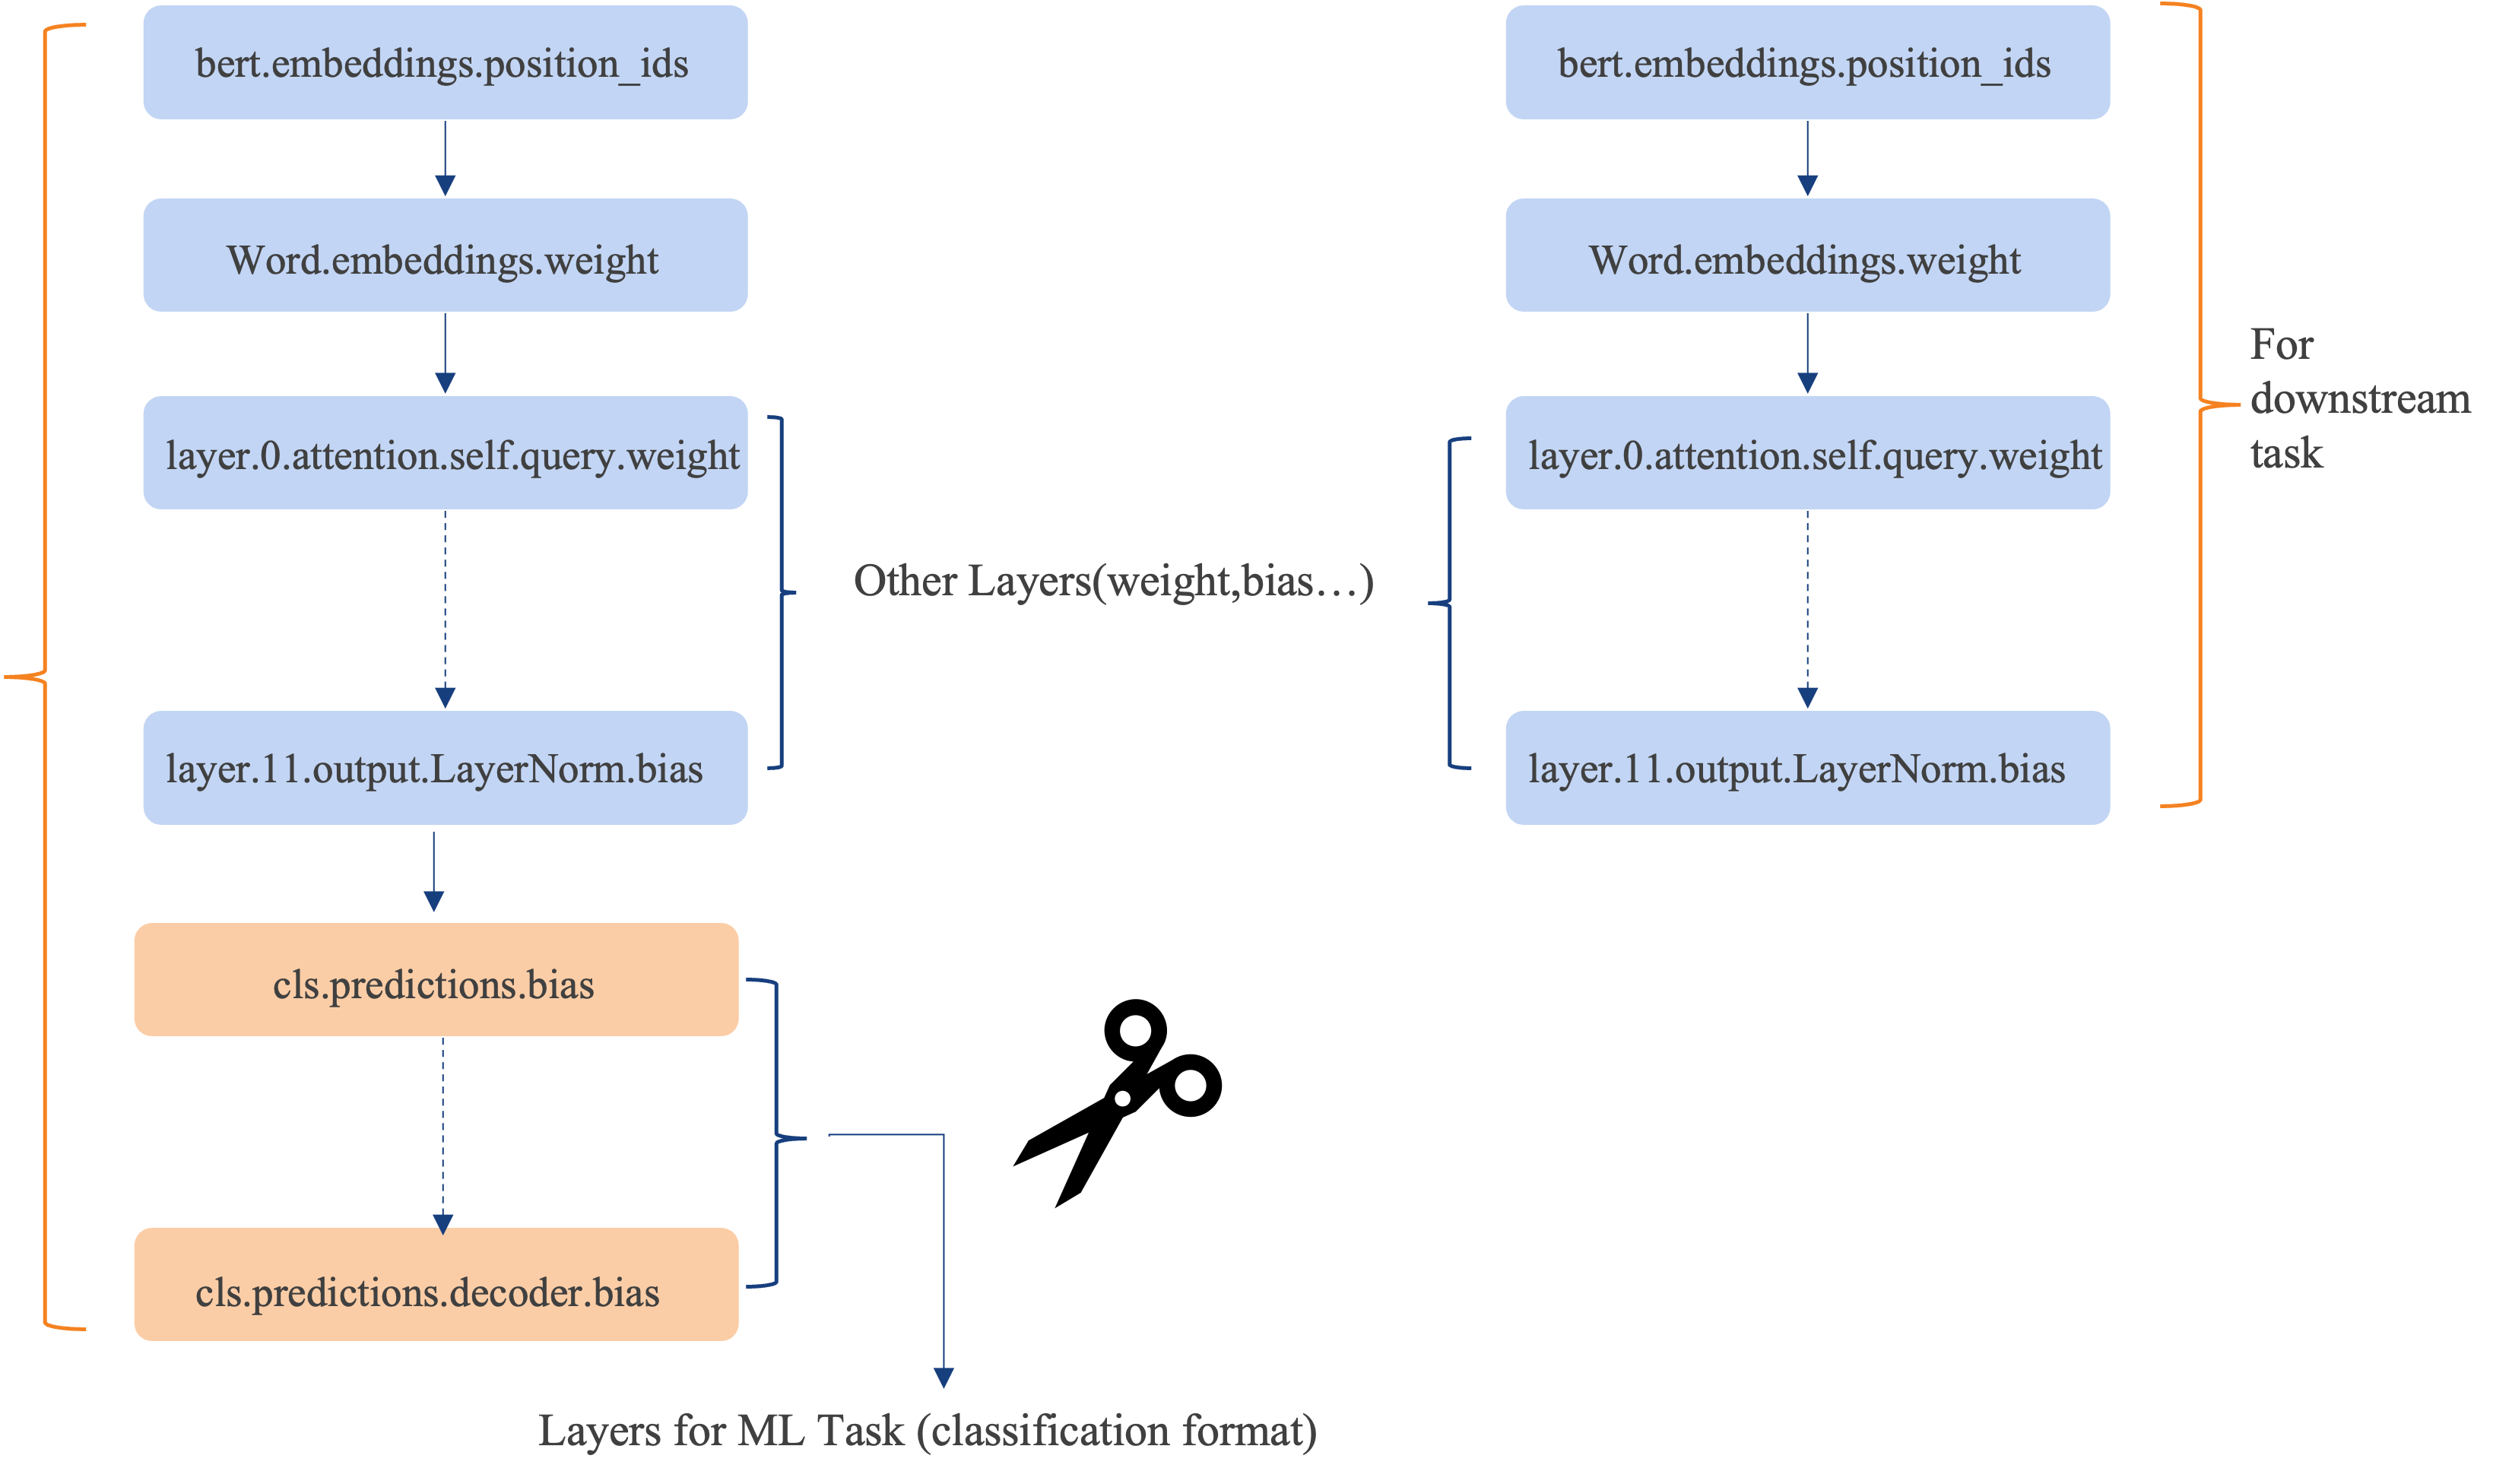 bert.embeddings.position_ids
Word.embeddings.weight
layer.0.attention.self.query.weight
layer.11.output.LayerNorm.bias
cls.predictions.bias
cls.predictions.decoder.bias
Other Layers(weight,bias…)
Layers for ML Task (classification format)
bert.embeddings.position_ids
Word.embeddings.weight
layer.0.attention.self.query.weight
layer.11.output.LayerNorm.bias
For
downstream
task